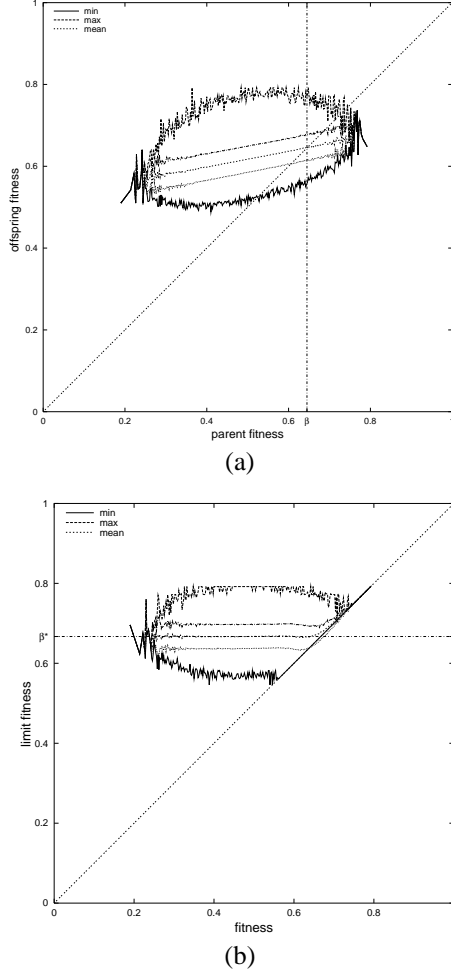 min
max
mean
1
0.8
0.6
0.4
0.2
0
offspring fitness
0 0.2 0.4 0.6 β 0.8 1
parent fitness
(a)
min
max
mean
1
0.8
β*
0.6
0.4
0.2
0
limit fitness
0 0.2 0.4 0.6 0.8 1
fitness
(b)